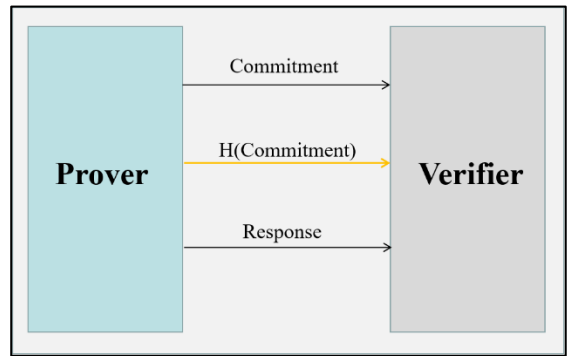 Commitment
H(Commitment)
Prover
Verifier
Response